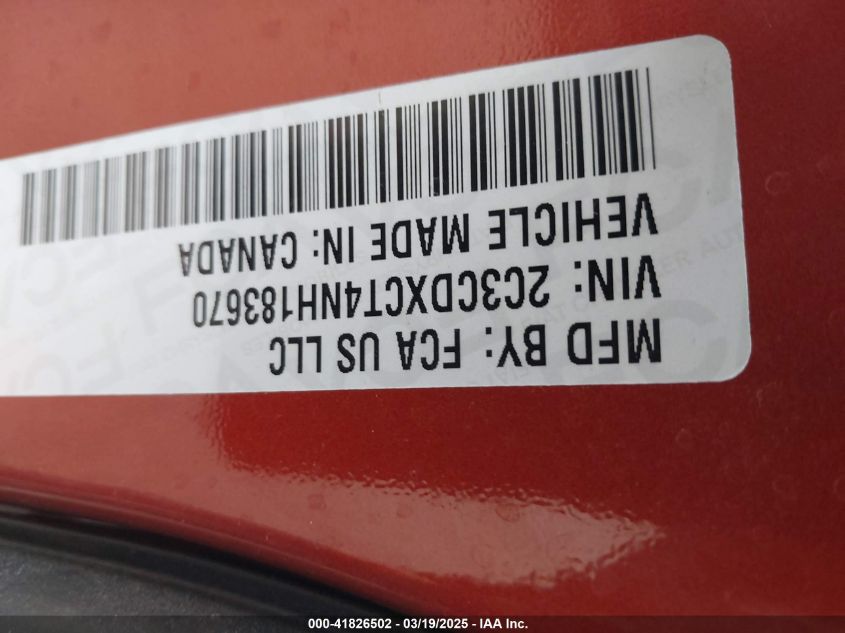 MFD BY: FCA US LLC
VIN: 2C3CDXCT4NH183670
VEHICLE MADE IN: CANADA
000-41826502 - 03/19/2025 - IAA Inc.